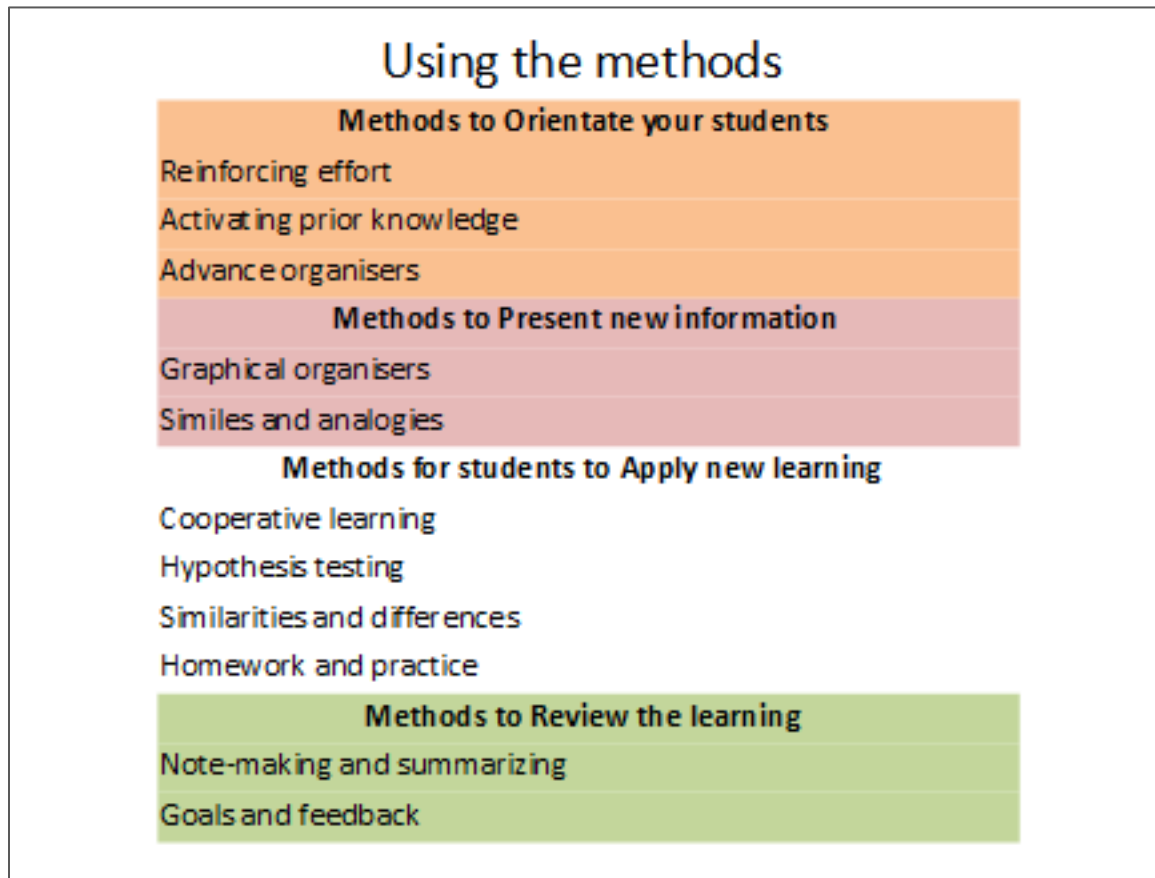 Using the methods
Methods to Orientate your students
Reinforcing effort
Activating prior knowledge
Advance organisers
Methods to Present new information
Graphical organisers
Similes and analogies
Methods for students to Apply new learning
Cooperative learning
Hypothesis testing
Similarities and differences
Homework and practice
Methods to Review the learning
Note-making and summarizing
Goals and feedback